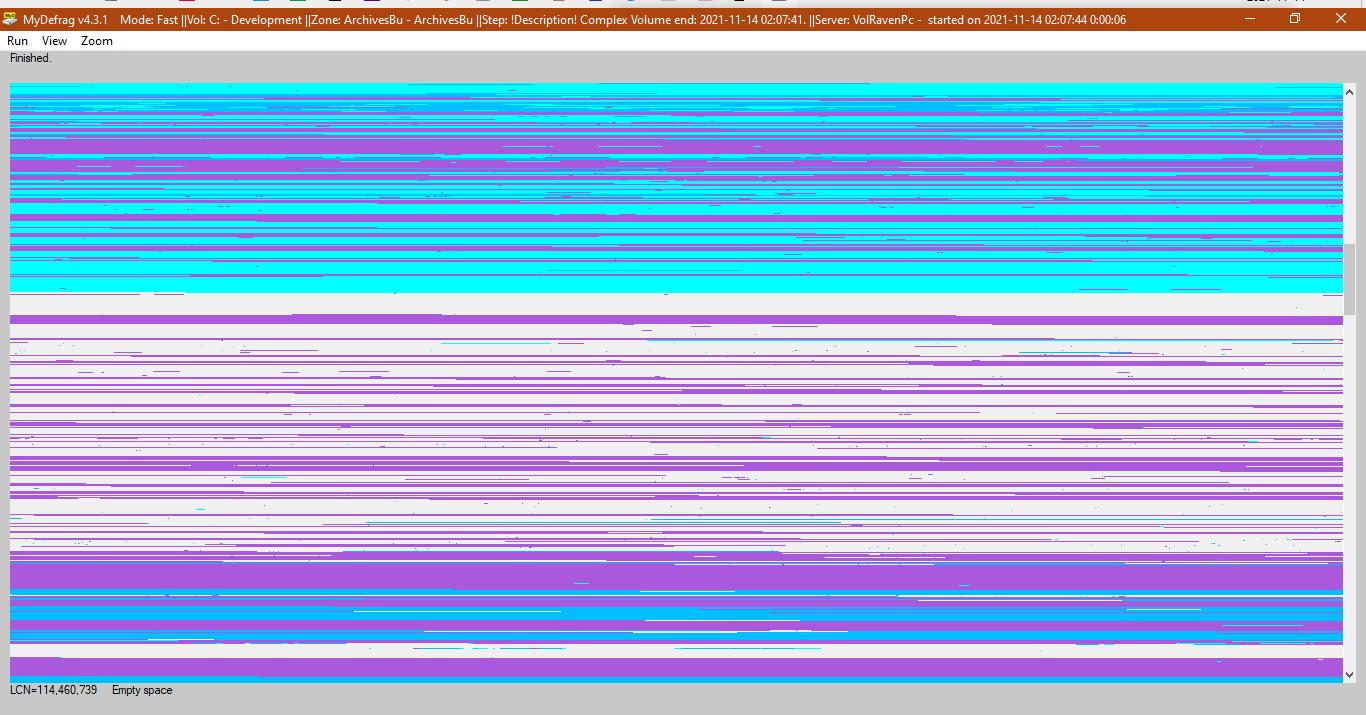 MyDefrag v4.3.1    Mode: Fast ||Vol: C: - Development ||Zone: ArchivesBu - ArchivesBu ||Step: !Description! Complex Volume end: 2021-11-14 02:07:41. ||Server: VolRavenPc -  started on 2021-11-14 02:07:44 0:00:06
Run View Zoom
Finished.
LCN=114,460,739    Empty space